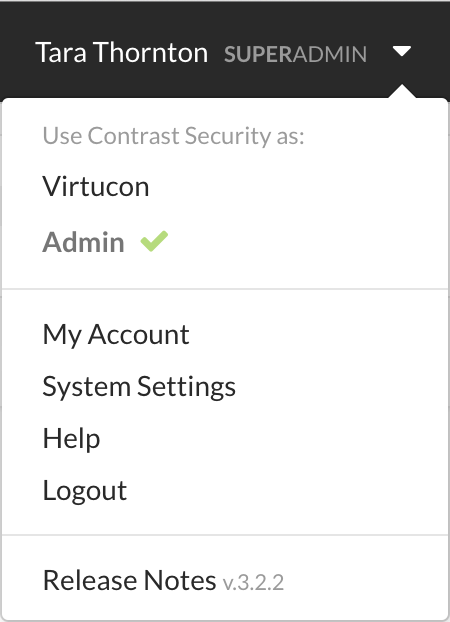 Tara Thornton SUPERADMIN
Use Contrast Security as:
Virtucon
Admin
My Account
System Settings
Help
Logout
Release Notes v.3.2.2